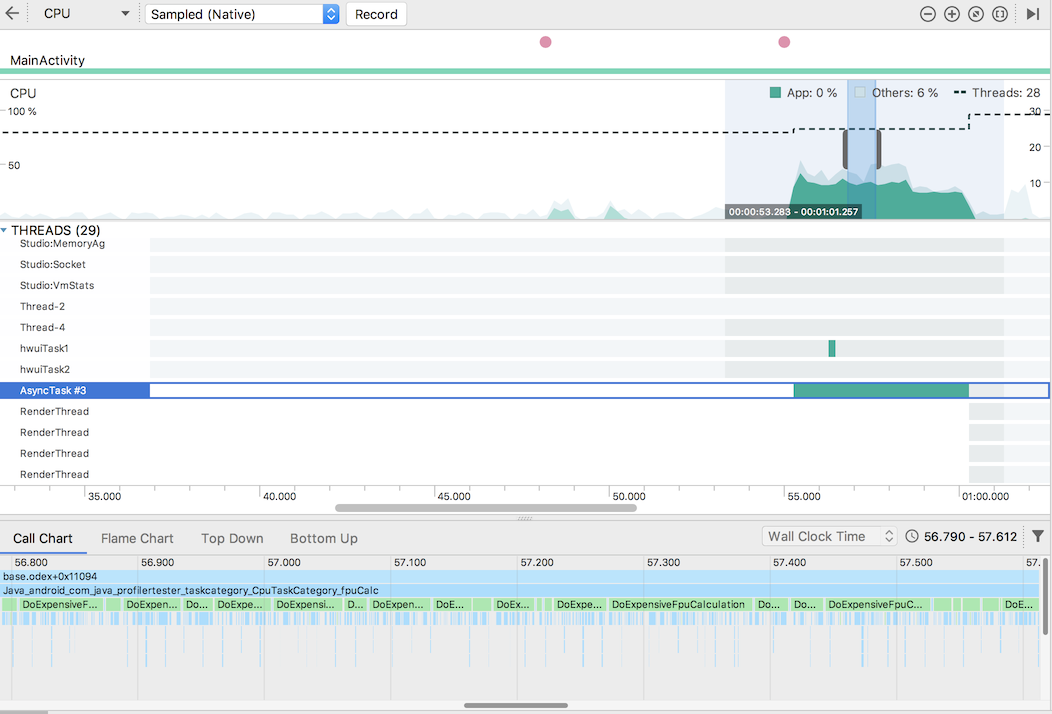 CPU Sampled (Native) Record
MainActivity
CPU App: 0 % Others: 6 % Threads: 28
100 % 30
20
50
10
00:00:53.283 - 00:01:01.257
THREADS (29)
Studio:MemoryAg
Studio:Socket
Studio:VmStats
Thread-2
Thread-4
hwuiTask1
hwuiTask2
AsyncTask #3
RenderThread
RenderThread
RenderThread
RenderThread
35.000 40.000 45.000 50.000 55.000 01:00.000
Call Chart Flame Chart Top Down Bottom Up Wall Clock Time 56.790 - 57.612
56.800 56.900 57.000 57.100 57.200 57.300 57.400 57.500 57.
base.odex+0x11094
Java_android_com_java_profilertester_taskcategory_CpuTaskCategory_fpuCalc
DoExpensiveF... DoExpen... Do... DoExpe... DoExpensi... D... DoExpen... DoE... DoEx... DoExpe... DoExpensiveFpuCalculation Do... Do... DoExpensiveFpuC... DoE...